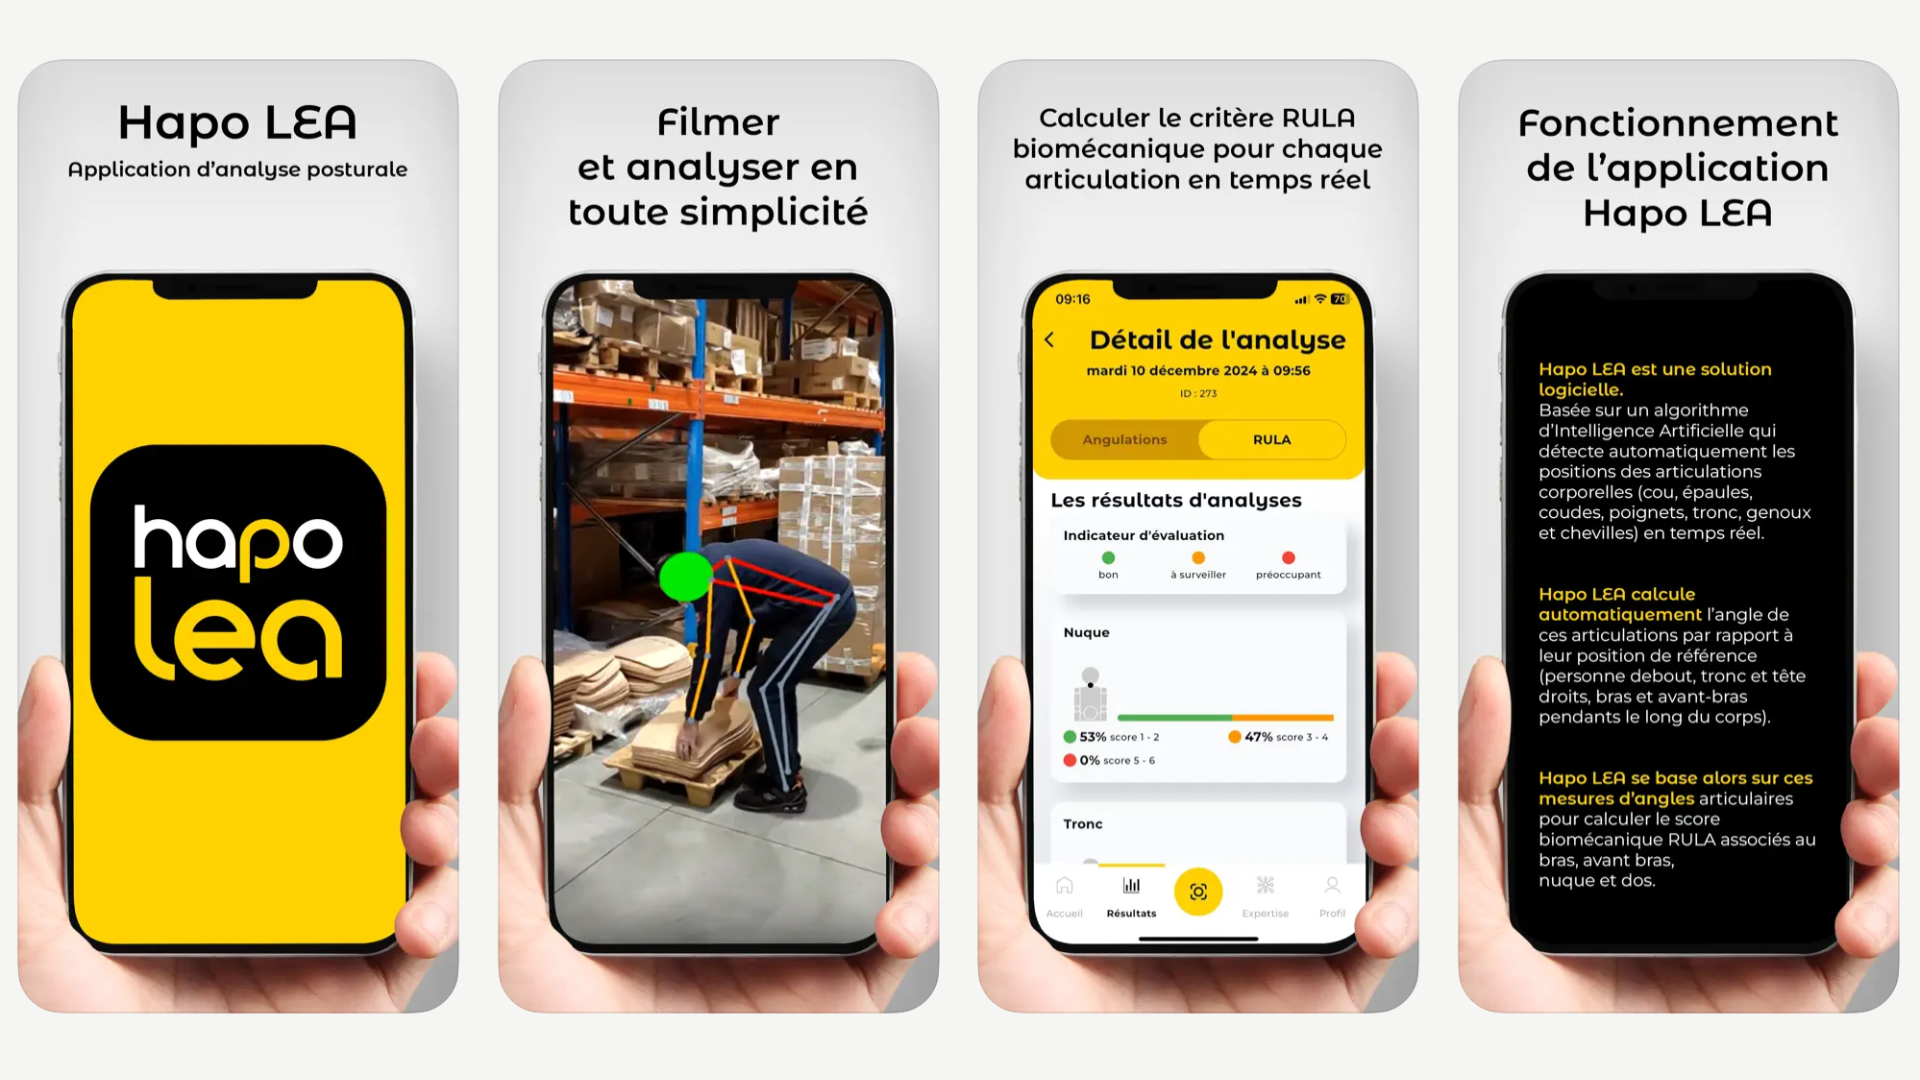 Hapo LEA
Application d'analyse posturale
hapo
lea
Filmer
et analyser en
toute simplicité
Calculer le critère RULA
biomécanique pour chaque
articulation en temps réel
09:16
70
Détail de l'analyse
mardi 10 décembre 2024 à 09:56
ID : 273
Angulations RULA
Les résultats d'analyses
Indicateur d'évaluation
bon à surveiller préoccupant
Nuque
53% score 1 - 2 47% score 3 - 4
0% score 5 - 6
Tronc
Accueil Résultats Expertise Profil
Fonctionnement
de l'application
Hapo LEA
Hapo LEA est une solution
logicielle.
Basée sur un algorithme
d'Intelligence Artificielle qui
détecte automatiquement les
positions des articulations
corporelles (cou, épaules,
coudes, poignets, tronc, genoux
et chevilles) en temps réel.
Hapo LEA calcule
automatiquement l'angle de
ces articulations par rapport à
leur position de référence
(personne debout, tronc et tête
droits, bras et avant-bras
pendants le long du corps).
Hapo LEA se base alors sur ces
mesures d'angles articulaires
pour calculer le score
biomécanique RULA associés au
bras, avant bras,
nuque et dos.